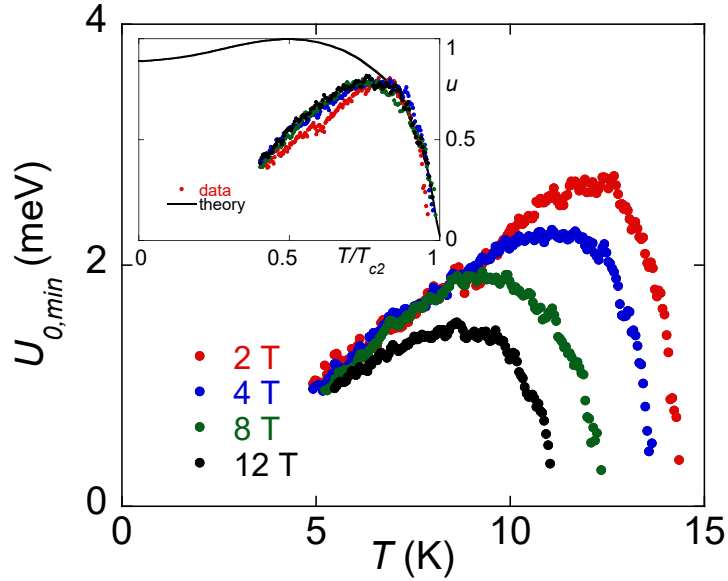 4
1
u
0.5
data
theory
0
0
0.5
T/Tc2
1
U0,min (meV)
2
2 T
4 T
8 T
12 T
0
0
5
10
15
T (K)